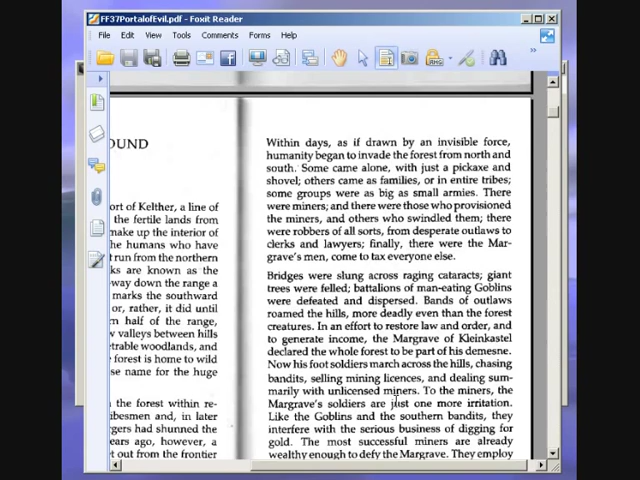 FF37PortalofEvil.pdf - Foxit Reader
File Edit View Tools Comments Forms Help
OUND
ort of Kelther, a line of
the fertile lands from
make up the interior of
he humans who have
t run from the northern
ks are known as the
way down the range a
marks the southward
or, rather, it did until
rn half of the range,
w valleys between hills
etrable woodlands, and
forest is home to wild
se name for the huge
the forest within re-
ibesmen and, in later
rgers had shunned the
ears ago, however, a
t out from the frontier
Within days, as if drawn by an invisible force,
humanity began to invade the forest from north and
south. Some came alone, with just a pickaxe and
shovel; others came as families, or in entire tribes;
some groups were as big as small armies. There
were miners; and there were those who provisioned
the miners, and others who swindled them; there
were robbers of all sorts, from desperate outlaws to
clerks and lawyers; finally, there were the Mar-
grave's men, come to tax everyone else.
Bridges were slung across raging cataracts; giant
trees were felled; battalions of man-eating Goblins
were defeated and dispersed. Bands of outlaws
roamed the hills, more deadly even than the forest
creatures. In an effort to restore law and order, and
to generate income, the Margrave of Kleinkastel
declared the whole forest to be part of his demesne.
Now his foot soldiers march across the hills, chasing
bandits, selling mining licences, and dealing sum-
marily with unlicensed miners. To the miners, the
Margrave's soldiers are just one more irritation.
Like the Goblins and the southern bandits, they
interfere with the serious business of digging for
gold. The most successful miners are already
wealthy enough to defy the Margrave. They employ